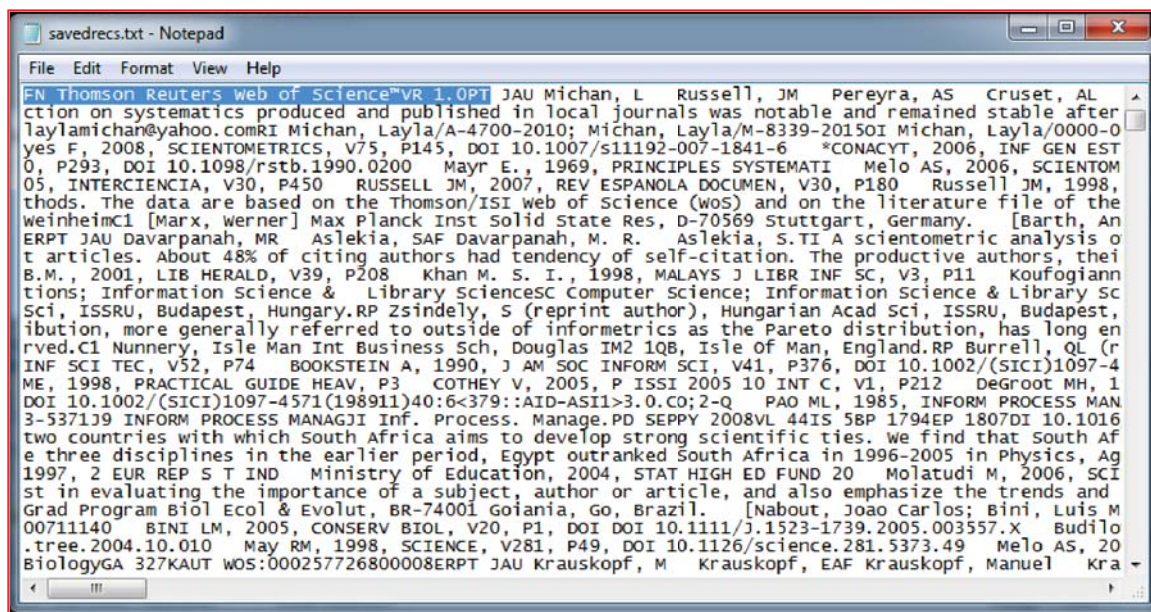 savedrecs.txt - Notepad
File Edit Format View Help
FN Thomson Reuters Web of Science™VR 1.0PT JAU Michan, L   Russell, JM   Pereyra, AS   Cruset, AL
ction on systematics produced and published in local journals was notable and remained stable after
laylamichan@yahoo.comRI Michan, Layla/A-4700-2010; Michan, Layla/M-8339-2015OI Michan, Layla/0000-0
yes F, 2008, SCIENTOMETRICS, V75, P145, DOI 10.1007/s11192-007-1841-6   *CONACYT, 2006, INF GEN EST
0, P293, DOI 10.1098/rstb.1990.0200   Mayr E., 1969, PRINCIPLES SYSTEMATI   Melo AS, 2006, SCIENTOM
05, INTERCIENCIA, V30, P450   RUSSELL JM, 2007, REV ESPANOLA DOCUMEN, V30, P180   Russell JM, 1998,
thods. The data are based on the Thomson/ISI Web of Science (WoS) and on the literature file of the
WeinheimC1 [Marx, Werner] Max Planck Inst Solid State Res, D-70569 Stuttgart, Germany.   [Barth, An
ERPT JAU Davarpanah, MR   Aslekia, SAF Davarpanah, M. R.   Aslekia, S.TI A scientometric analysis o
t articles. About 48% of citing authors had tendency of self-citation. The productive authors, thei
B.M., 2001, LIB HERALD, V39, P208   Khan M. S. I., 1998, MALAYS J LIBR INF SC, V3, P11   Koufogiann
tions; Information Science &   Library ScienceSC Computer Science; Information Science & Library Sc
Sci, ISSRU, Budapest, Hungary.RP Zsindely, S (reprint author), Hungarian Acad Sci, ISSRU, Budapest,
ibution, more generally referred to outside of informetrics as the Pareto distribution, has long en
rved.C1 Nunnery, Isle Man Int Business Sch, Douglas IM2 1QB, Isle Of Man, England.RP Burrell, QL (r
INF SCI TEC, V52, P74   BOOKSTEIN A, 1990, J AM SOC INFORM SCI, V41, P376, DOI 10.1002/(SICI)1097-4
ME, 1998, PRACTICAL GUIDE HEAV, P3   COTHEY V, 2005, P ISSI 2005 10 INT C, V1, P212   DeGroot MH, 1
DOI 10.1002/(SICI)1097-4571(198911)40:6<379::AID-ASI1>3.0.CO;2-Q   PAO ML, 1985, INFORM PROCESS MAN
3-5371J9 INFORM PROCESS MANAGJI Inf. Process. Manage.PD SEPPY 2008VL 44IS 5BP 1794EP 1807DI 10.1016
two countries with which South Africa aims to develop strong scientific ties. We find that South Af
e three disciplines in the earlier period, Egypt outranked South Africa in 1996-2005 in Physics, Ag
1997, 2 EUR REP S T IND   Ministry of Education, 2004, STAT HIGH ED FUND 20   Molatudi M, 2006, SCI
st in evaluating the importance of a subject, author or article, and also emphasize the trends and
Grad Program Biol Ecol & Evolut, BR-74001 Goiania, Go, Brazil.   [Nabout, Joao Carlos; Bini, Luis M
00711140   BINI LM, 2005, CONSERV BIOL, V20, P1, DOI DOI 10.1111/J.1523-1739.2005.003557.X   Budilo
.tree.2004.10.010   May RM, 1998, SCIENCE, V281, P49, DOI 10.1126/science.281.5373.49   Melo AS, 20
BiologyGA 327KAUT WOS:000257726800008ERPT JAU Krauskopf, M   Krauskopf, EAF Krauskopf, Manuel   Kra